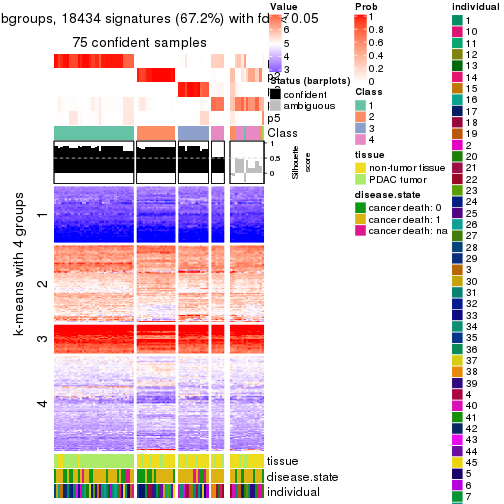 bgroups, 18434 signatures (67.2%) with fdr < 0.05
75 confident samples
p2
p5
Class
1
0.5
0
Silhouette
score
k-means with 4 groups
1
2
3
4
tissue
disease.state
individual
Value
7
6
5
4
3
Status (barplots)
confident
ambiguous
Prob
1
0.8
0.6
0.4
0.2
0
Class
1
2
3
4
tissue
non-tumor tissue
PDAC tumor
disease.state
cancer death: 0
cancer death: 1
cancer death: na
individual
1
10
11
12
13
14
15
16
17
18
19
2
20
21
22
23
24
25
26
27
28
29
3
30
31
32
33
34
35
36
37
38
39
4
40
41
42
43
44
45
5
6
7